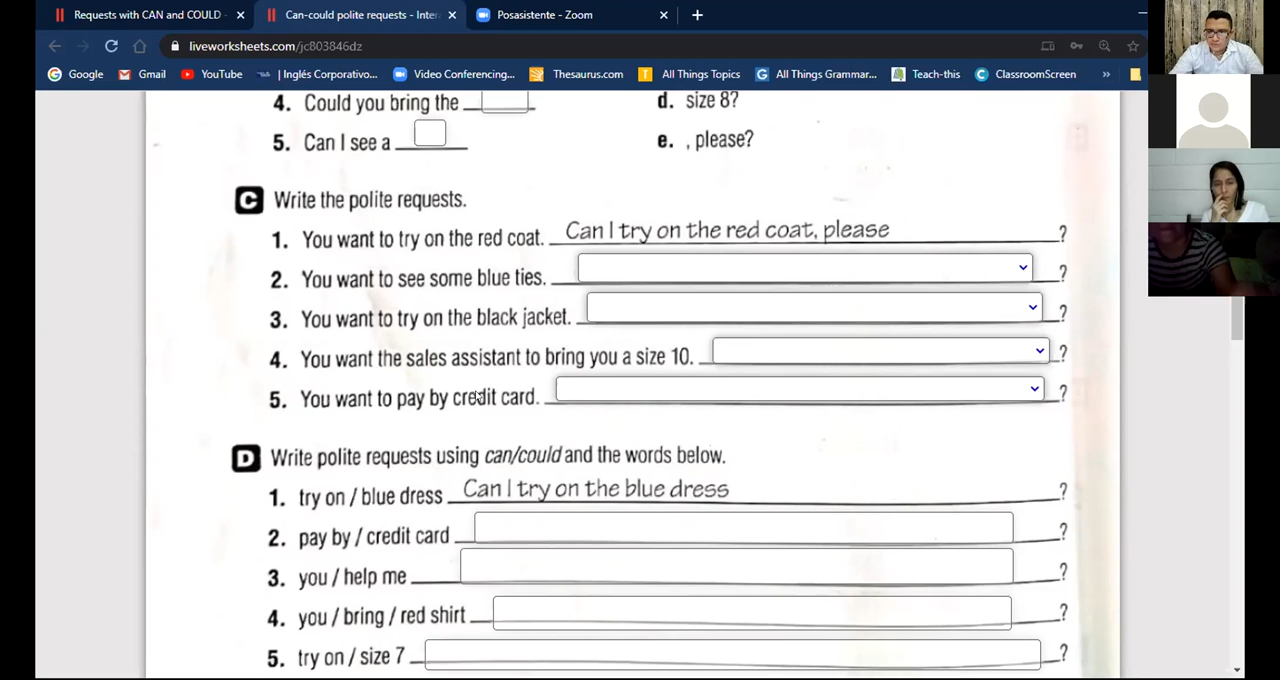 Requests with CAN and COULD -
Can-could polite requests - Inter
Posasistente - Zoom
liveworksheets.com/jc803846dz
Google
Gmail
YouTube
| Inglés Corporativo...
Video Conferencing...
Thesaurus.com
All Things Topics
All Things Grammar...
Teach-this
ClassroomScreen
4. Could you bring the
d. size 8?
5. Can I see a
e. , please?
C Write the polite requests.
1. You want to try on the red coat. Can I try on the red coat, please ?
2. You want to see some blue ties. ?
3. You want to try on the black jacket. ?
4. You want the sales assistant to bring you a size 10. ?
5. You want to pay by credit card. ?
D Write polite requests using can/could and the words below.
1. try on / blue dress Can I try on the blue dress ?
2. pay by / credit card ?
3. you / help me ?
4. you / bring / red shirt ?
5. try on / size 7 ?